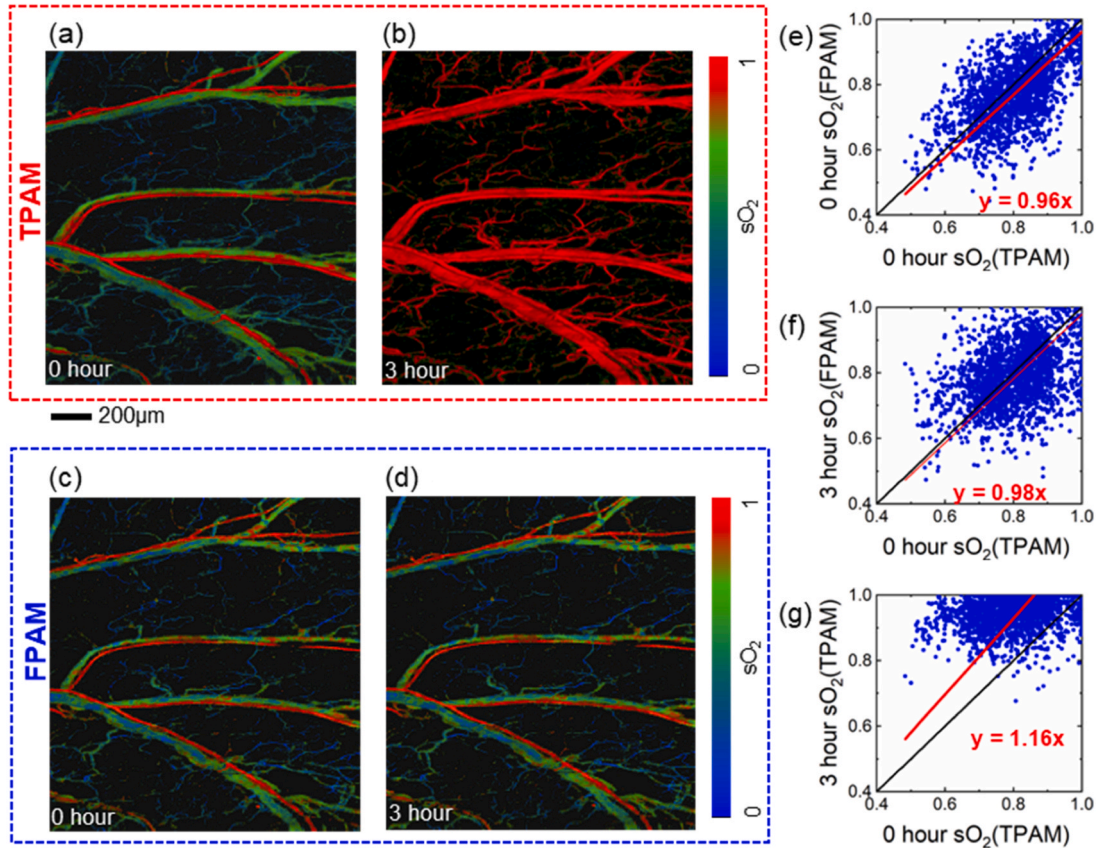 (a)
(b)
TPAM
0 hour
3 hour
1
sO₂
0
200μm
(c)
(d)
FPAM
0 hour
3 hour
1
sO₂
0
(e)
0 hour sO₂(FPAM)
1.0
0.8
0.6
0.4
y = 0.96x
0.4 0.6 0.8 1.0
0 hour sO₂(TPAM)
(f)
3 hour sO₂(FPAM)
1.0
0.8
0.6
0.4
y = 0.98x
0.4 0.6 0.8 1.0
0 hour sO₂(TPAM)
(g)
3 hour sO₂(TPAM)
1.0
0.8
0.6
0.4
y = 1.16x
0.4 0.6 0.8 1.0
0 hour sO₂(TPAM)